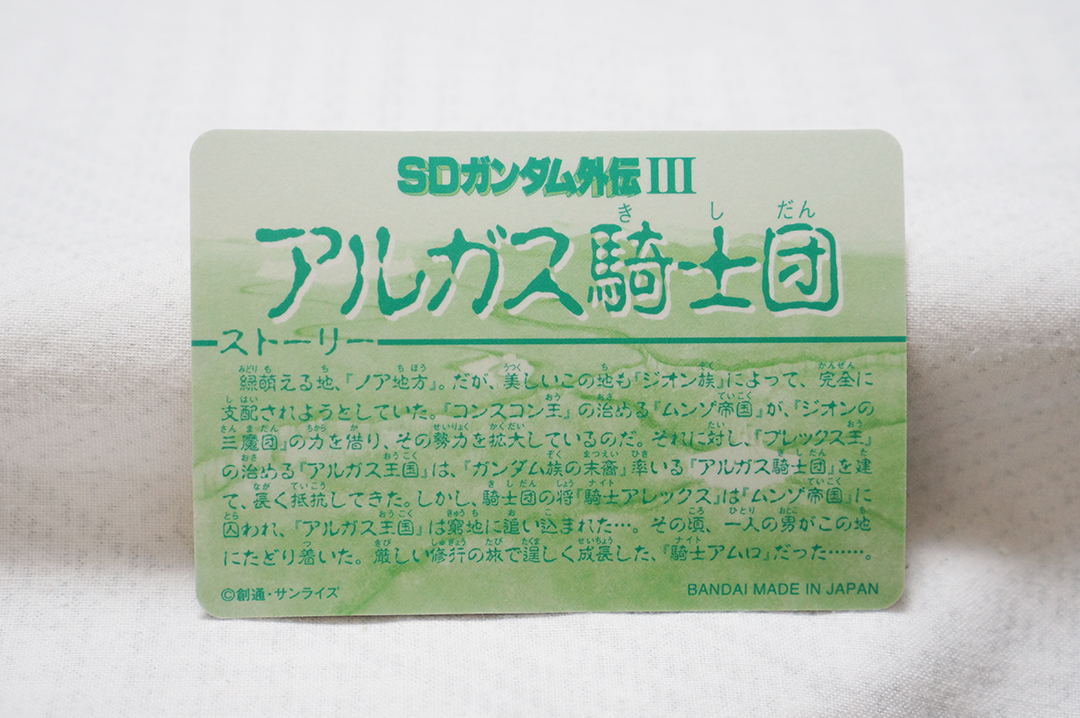 SDガンダム外伝III
アルガス騎士団
きしだん
ストーリー
緑萌える地、『ノア地方』。だが、美しいこの地も『ジオン族』によって、完全に
支配されようとしていた。『コンスコン王』の治める『ムンゾ帝国』が、『ジオンの
三魔団』の力を借り、その勢力を拡大しているのだ。それに対し、『ブレックス王』
の治める『アルガス王国』は、『ガンダム族の末裔』率いる『アルガス騎士団』を建
て、長く抵抗してきた。しかし、騎士団の将『騎士アレックス』は『ムンゾ帝国』に
囚われ、『アルガス王国』は窮地に追い込まれた…。その頃、一人の男がこの地
にたどり着いた。厳しい修行の旅で逞しく成長した、『騎士アムロ』だった……。
©創通・サンライズ
BANDAI MADE IN JAPAN